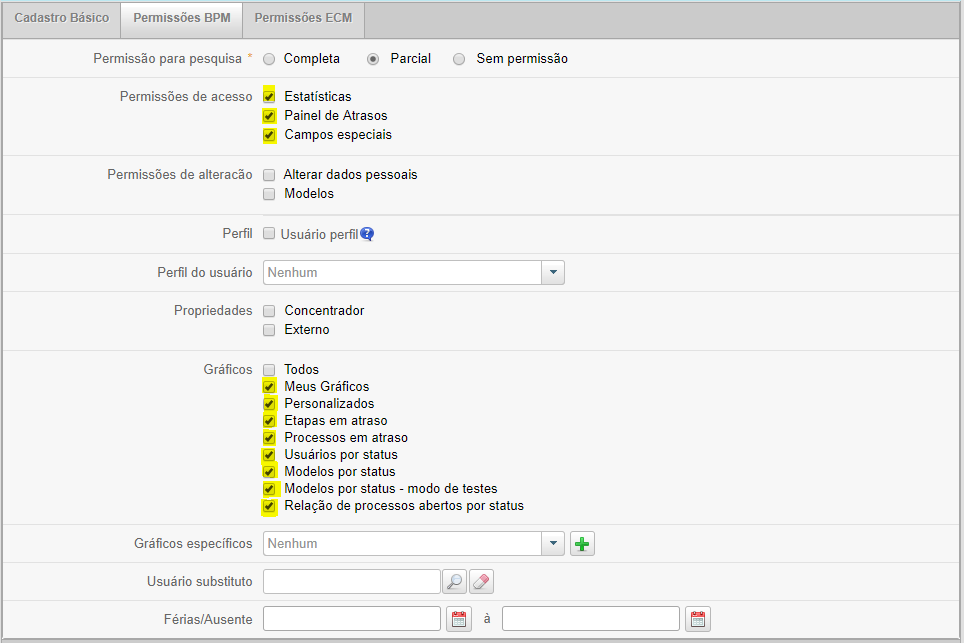 Cadastro Básico Permissões BPM Permissões ECM
Permissão para pesquisa * Completa Parcial Sem permissão
Permissões de acesso Estatísticas
Painel de Atrasos
Campos especiais
Permissões de alteracão Alterar dados pessoais
Modelos
Perfil Usuário perfil ?
Perfil do usuário Nenhum
Propriedades Concentrador
Externo
Gráficos Todos
Meus Gráficos
Personalizados
Etapas em atraso
Processos em atraso
Usuários por status
Modelos por status
Modelos por status - modo de testes
Relação de processos abertos por status
Gráficos específicos Nenhum
Usuário substituto
Férias/Ausente à